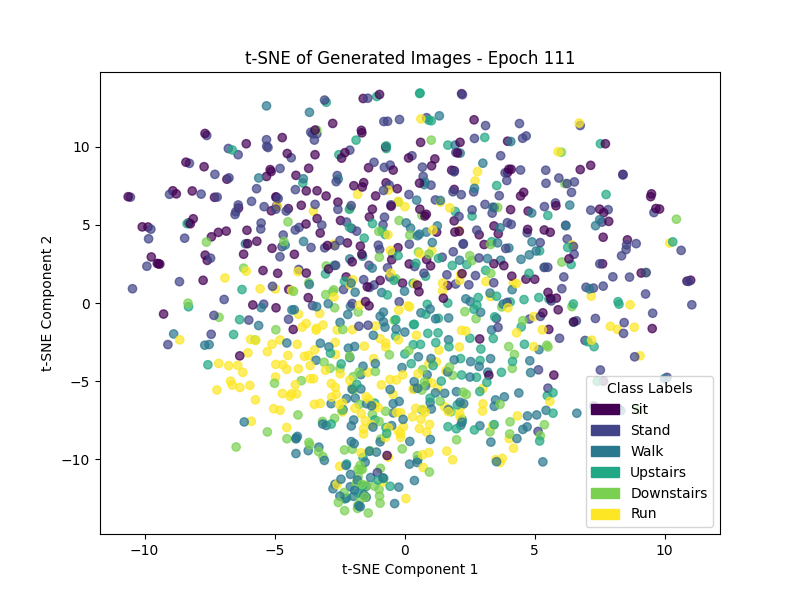 t-SNE of Generated Images - Epoch 111
t-SNE Component 2
10
5
0
−5
−10
−10
−5
0
5
10
t-SNE Component 1
Class Labels
Sit
Stand
Walk
Upstairs
Downstairs
Run